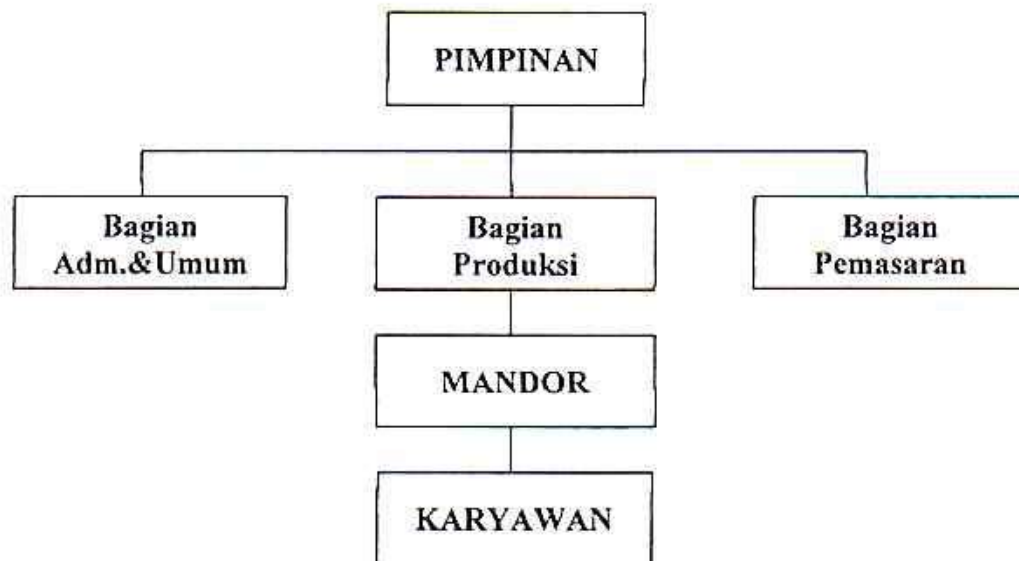 PIMPINAN
Bagian
Adm.&Umum
Bagian
Produksi
Bagian
Pemasaran
MANDOR
KARYAWAN